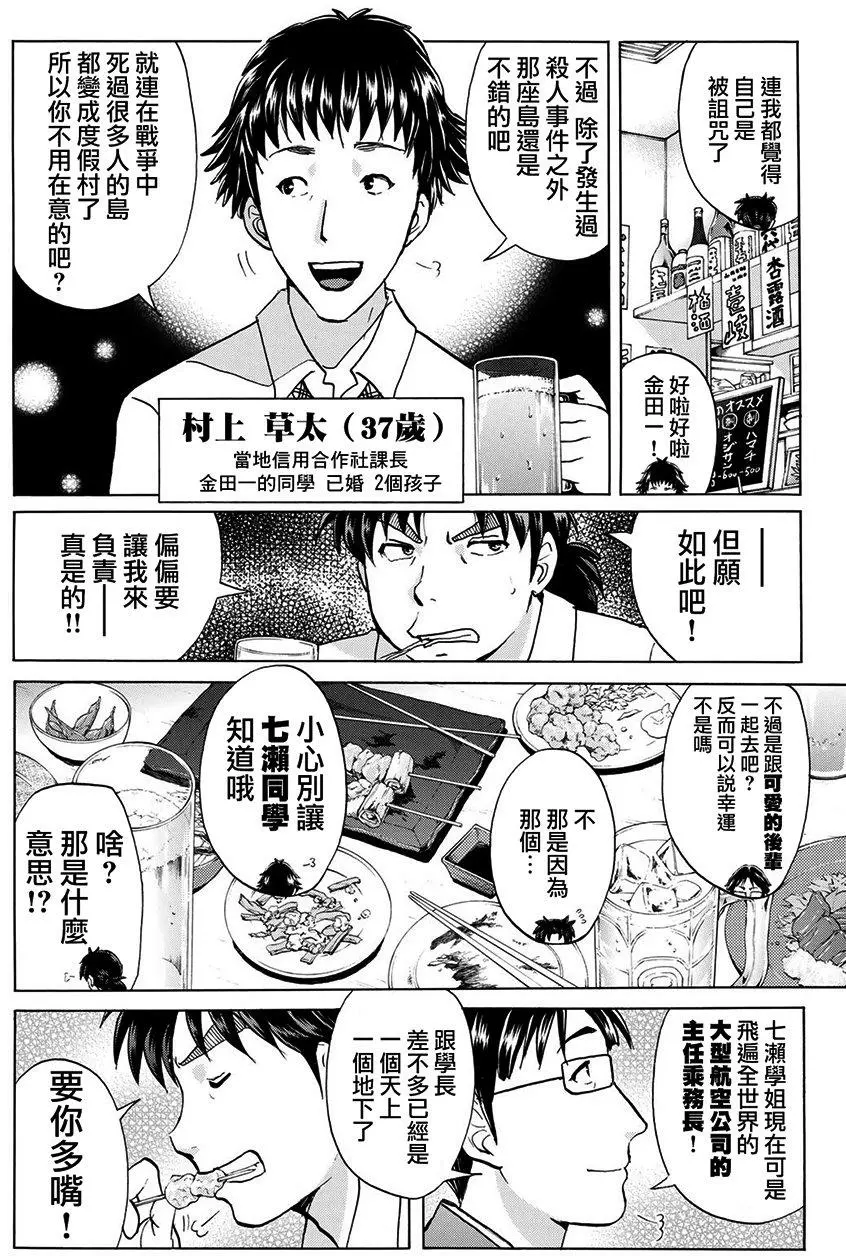 連我都覺得
自己是
被詛咒了
杏露酒
壱岐
梅酒
オススメ
ハマチ
オジサン
好啦好啦
金田一！
不過 除了發生過
殺人事件之外
那座島還是
不錯的吧
就連在戰爭中
死過很多人的島
都變成度假村了
所以你不用在意的吧？
村上 草太（37歲）
當地信用合作社課長
金田一的同學 已婚 2個孩子
——
但願
如此吧！
偏偏要
讓我來
負責——
真是的!!
不過是跟可愛的後輩
一起去吧？
反而可以說幸運
不是嗎
不
那是因為
那個…
小心別讓
七瀨同學
知道哦
啥？
那是什麼
意思!?
七瀨學姐現在可是
飛遍全世界的
大型航空公司的
主任乘務長！
跟學長
差不多已經是
一個天上
一個地下了
要你多嘴！